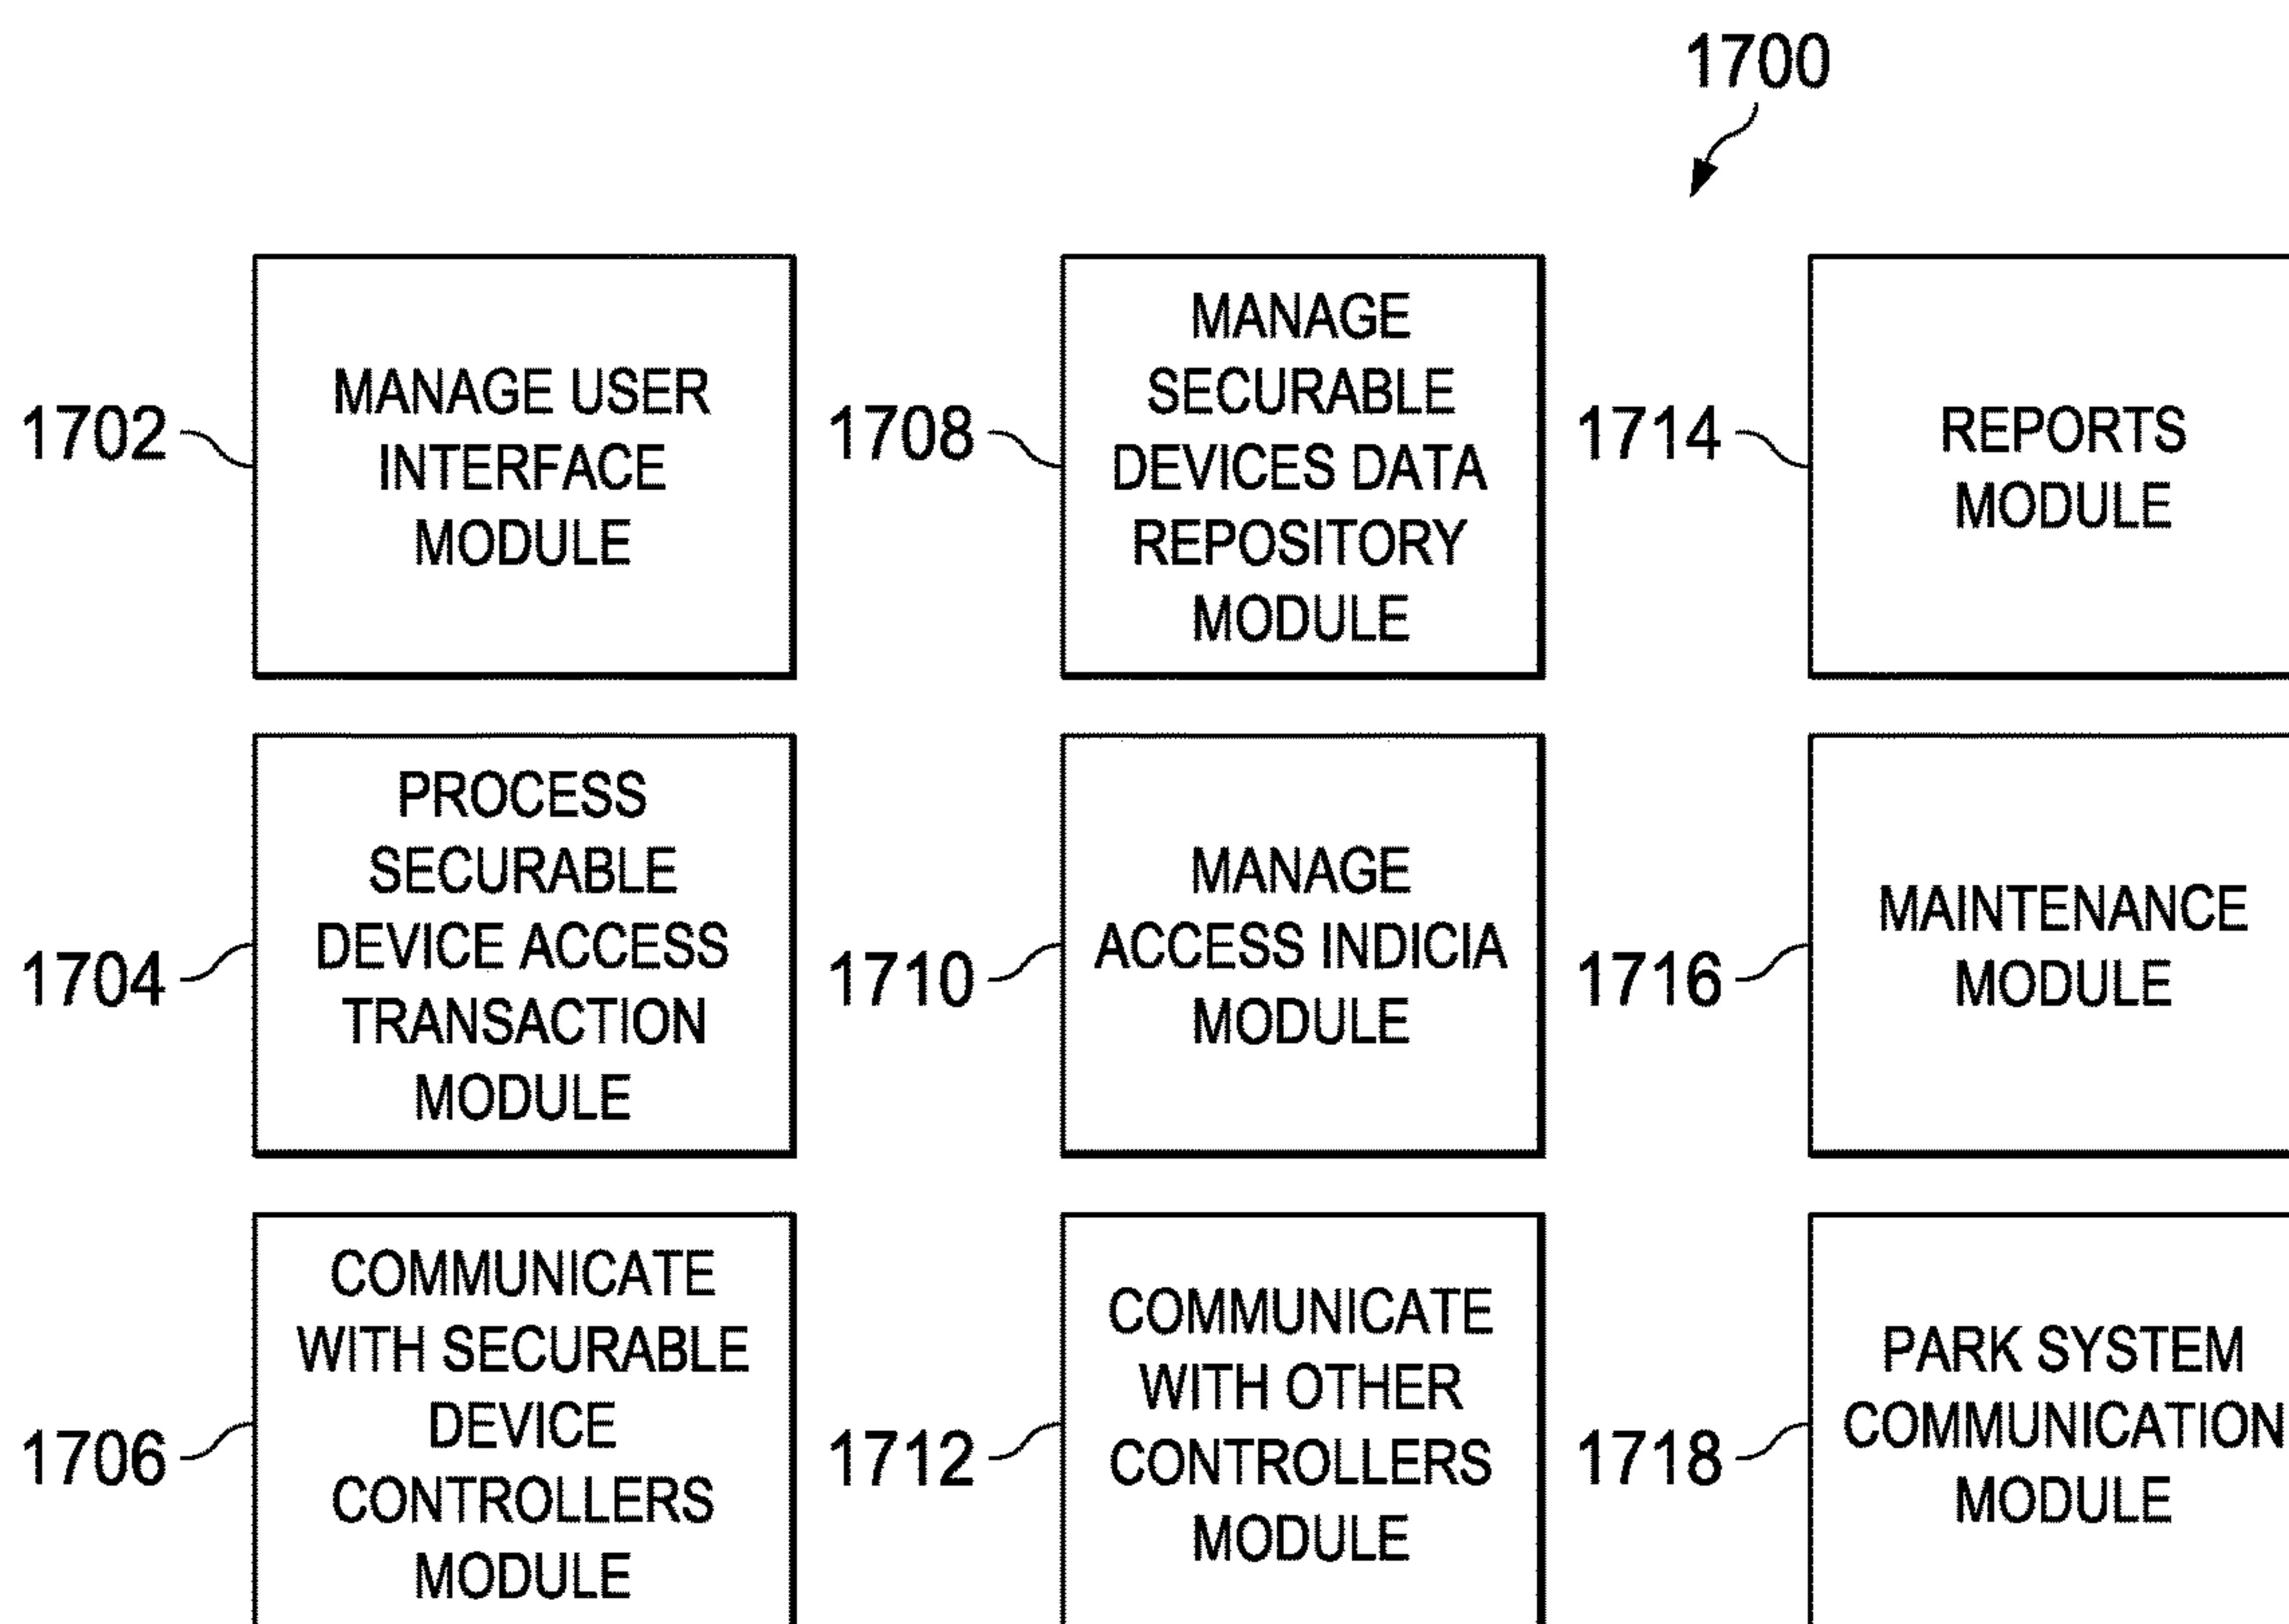 1700
1702
MANAGE USER
INTERFACE
MODULE
1708
MANAGE
SECURABLE
DEVICES DATA
REPOSITORY
MODULE
1714
REPORTS
MODULE
1704
PROCESS
SECURABLE
DEVICE ACCESS
TRANSACTION
MODULE
1710
MANAGE
ACCESS INDICIA
MODULE
1716
MAINTENANCE
MODULE
1706
COMMUNICATE
WITH SECURABLE
DEVICE
CONTROLLERS
MODULE
1712
COMMUNICATE
WITH OTHER
CONTROLLERS
MODULE
1718
PARK SYSTEM
COMMUNICATION
MODULE